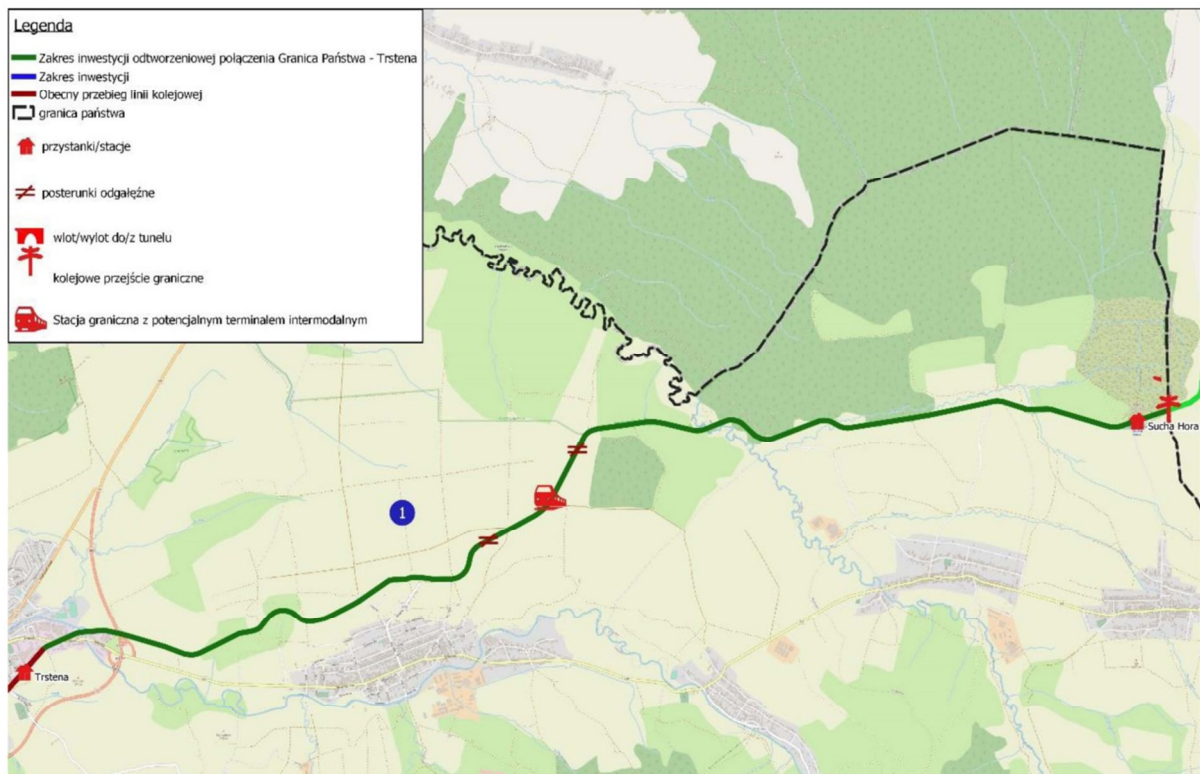 Legenda
Zakres inwestycji odtworzeniowej połączenia Granica Państwa - Trstena
Zakres inwestycji
Obecny przebieg linii kolejowej
granica państwa
przystanki/stacje
posterunki odgałęźne
wlot/wylot do/z tunelu
kolejowe przejście graniczne
Stacja graniczna z potencjalnym terminalem intermodalnym
Sucha Hora
1
Trstena